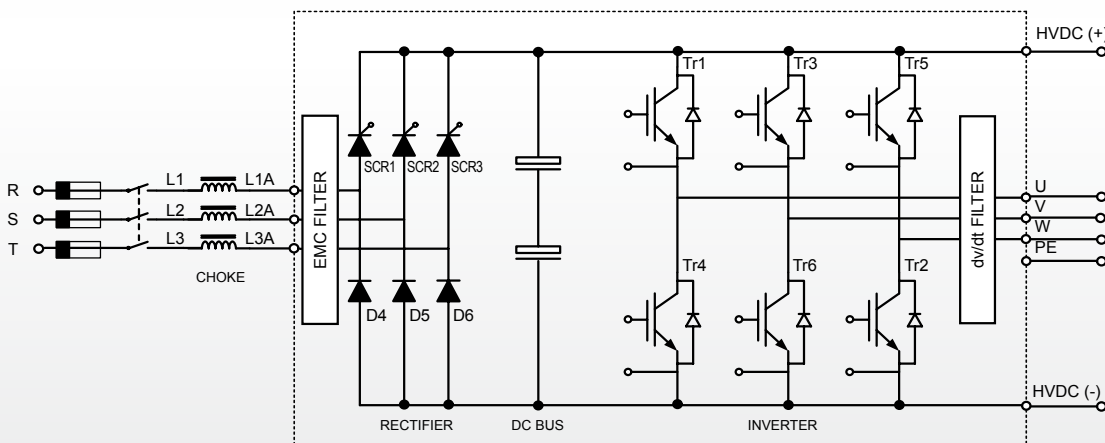 HVDC (+)
Tr1
Tr3
Tr5
SCR1
SCR2
SCR3
R
L1
L1A
U
S
L2
L2A
V
T
L3
L3A
W
PE
CHOKE
EMC FILTER
dv/dt FILTER
Tr4
Tr6
Tr2
D4
D5
D6
HVDC (-)
RECTIFIER
DC BUS
INVERTER